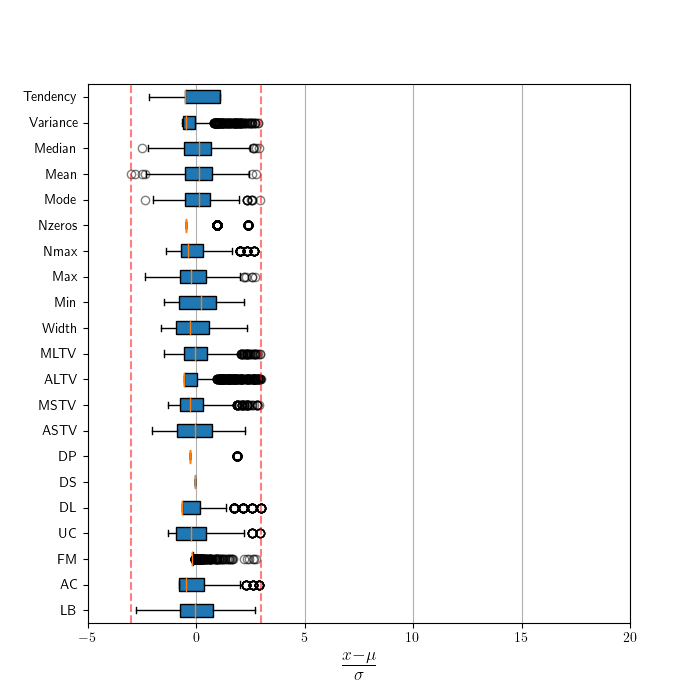 Tendency
Variance
Median
Mean
Mode
Nzeros
Nmax
Max
Min
Width
MLTV
ALTV
MSTV
ASTV
DP
DS
DL
UC
FM
AC
LB
−5 0 5 10 15 20
x−μ
σ